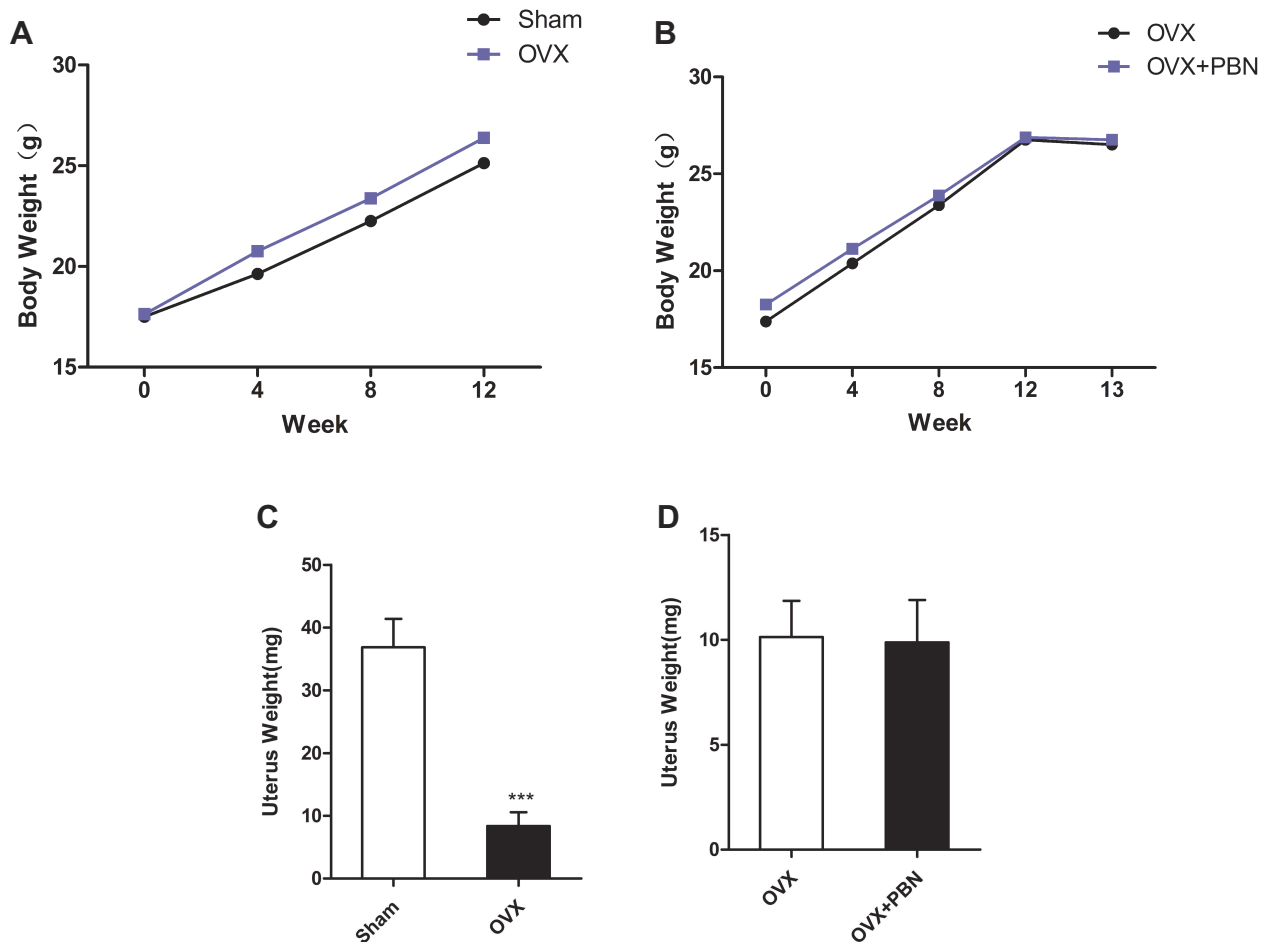 A
Sham
OVX
30
25
20
15
Body Weight（g）
0 4 8 12
Week
B
OVX
OVX+PBN
30
25
20
15
Body Weight（g）
0 4 8 12 13
Week
C
50
40
30
20
10
0
Uterus Weight(mg)
***
Sham OVX
D
15
10
5
0
Uterus Weight(mg)
OVX OVX+PBN